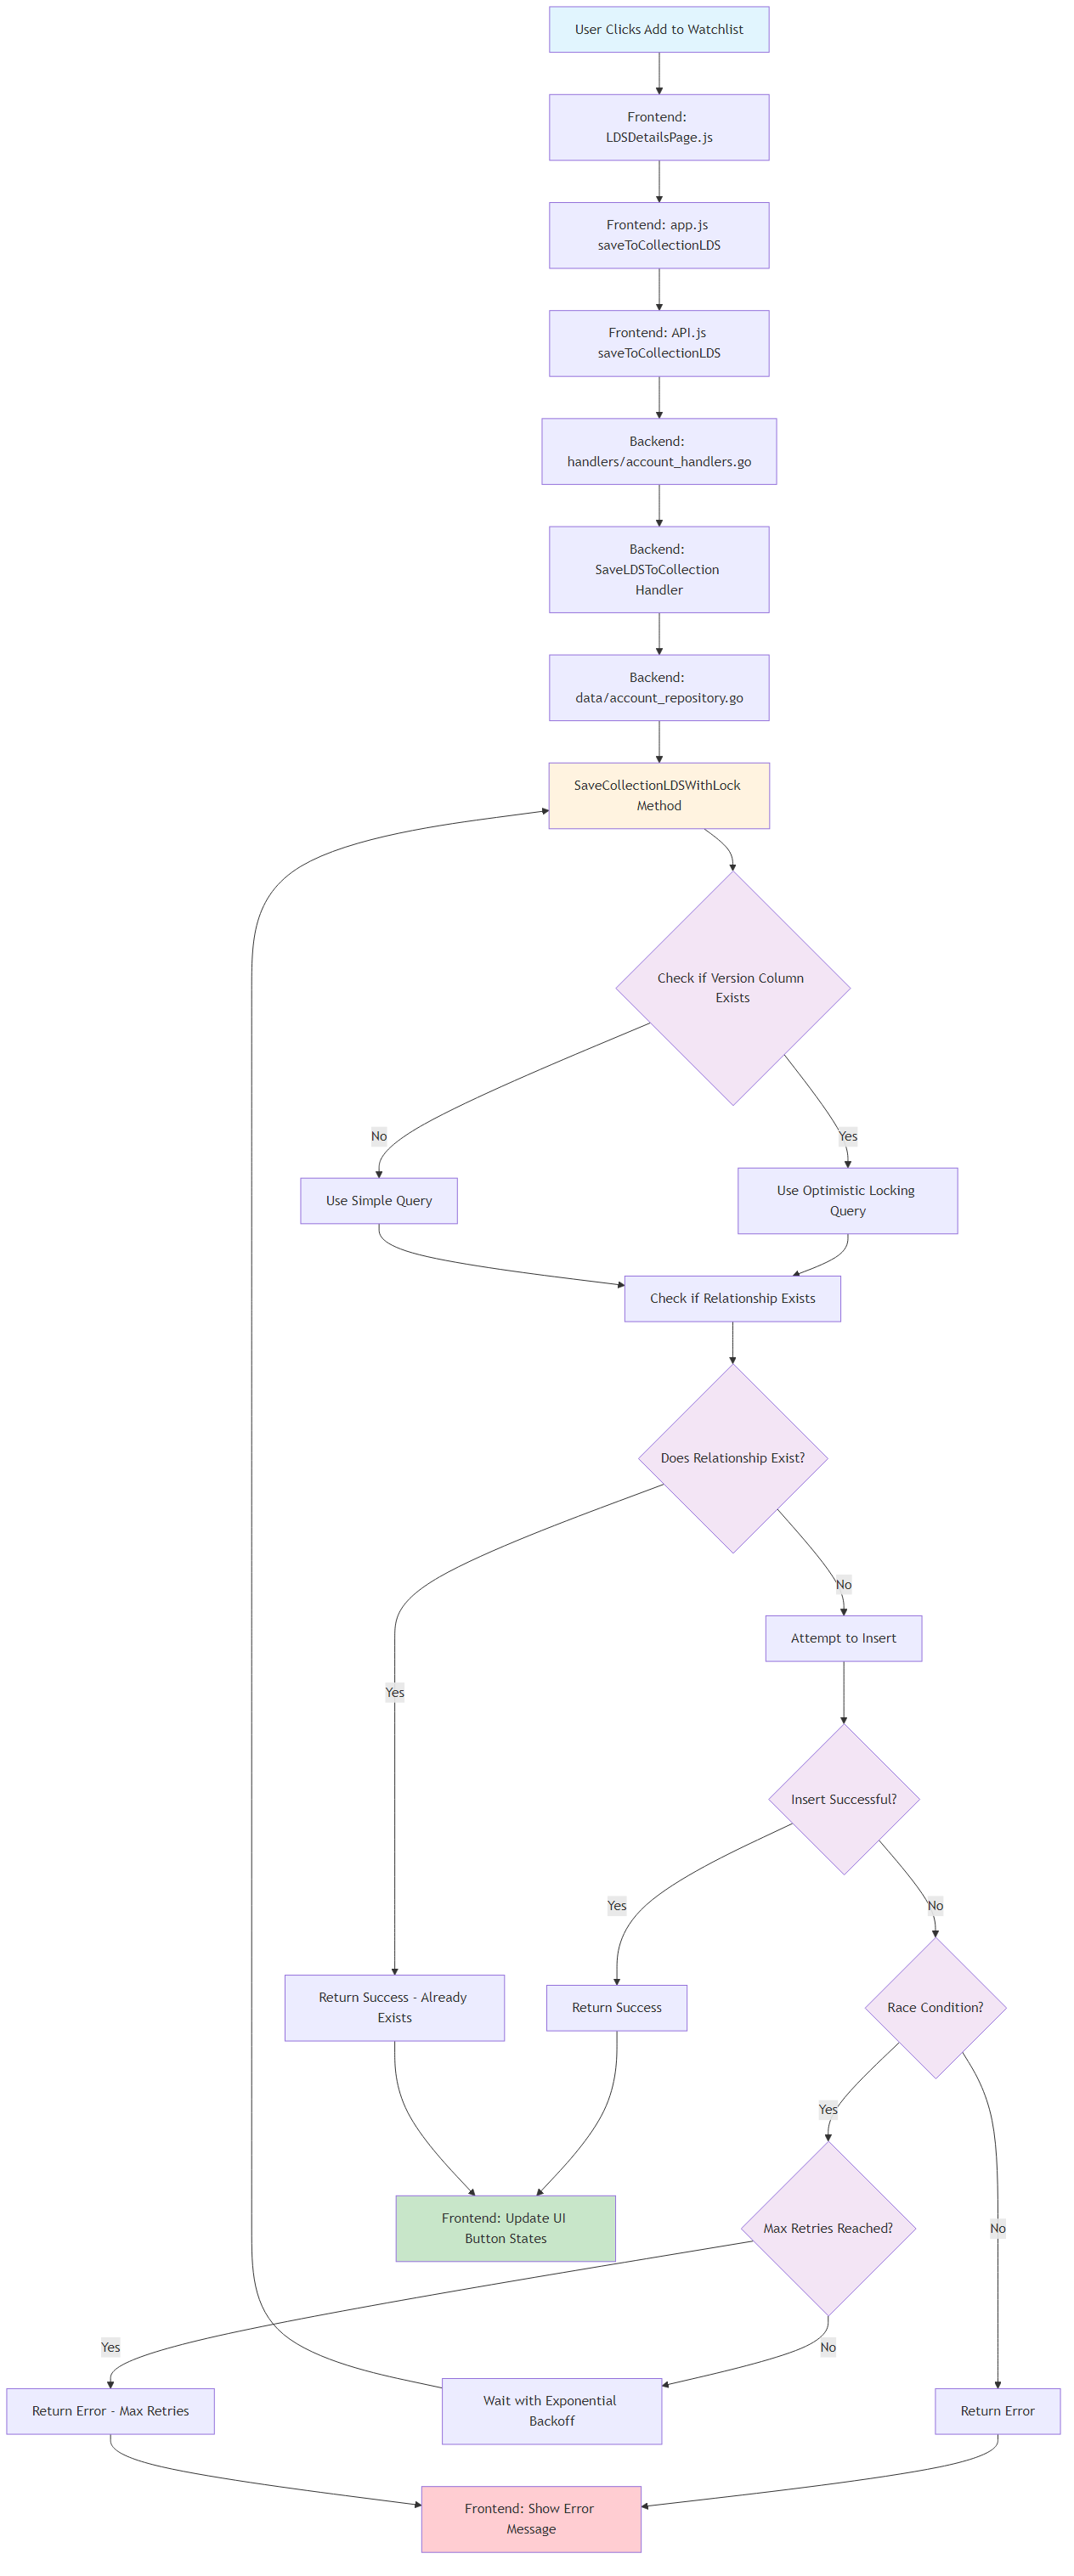 User Clicks Add to Watchlist
Frontend:
LDSDetailsPage.js
Frontend: app.js
saveToCollectionLDS
Frontend: API.js
saveToCollectionLDS
Backend:
handlers/account_handlers.go
Backend:
SaveLDSToCollection
Handler
Backend:
data/account_repository.go
SaveCollectionLDSWithLock
Method
Check if Version Column
Exists
No
Yes
Use Simple Query
Use Optimistic Locking
Query
Check if Relationship Exists
Does Relationship Exist?
No
Attempt to Insert
Yes
Insert Successful?
Yes
No
Return Success - Already
Exists
Return Success
Race Condition?
Yes
No
Frontend: Update UI
Button States
Max Retries Reached?
Yes
No
Return Error - Max Retries
Wait with Exponential
Backoff
Return Error
Frontend: Show Error
Message